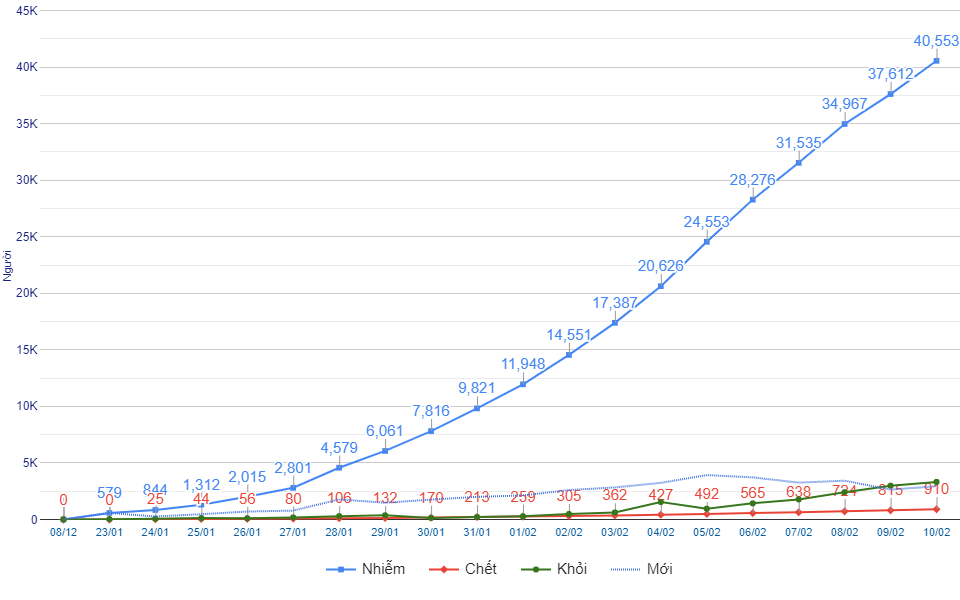 45K
40K
35K
30K
25K
20K
15K
10K
5K
0
Người
0 579 844 1,312 2,015 2,801 4,579 6,061 7,816 9,821 11,948 14,551 17,387 20,626 24,553 28,276 31,535 34,967 37,612 40,553
0 25 44 56 80 106 132 170 213 259 305 362 427 492 565 638 724 815 910
08/12 23/01 24/01 25/01 26/01 27/01 28/01 29/01 30/01 31/01 01/02 02/02 03/02 04/02 05/02 06/02 07/02 08/02 09/02 10/02
Nhiễm Chết Khỏi Mới